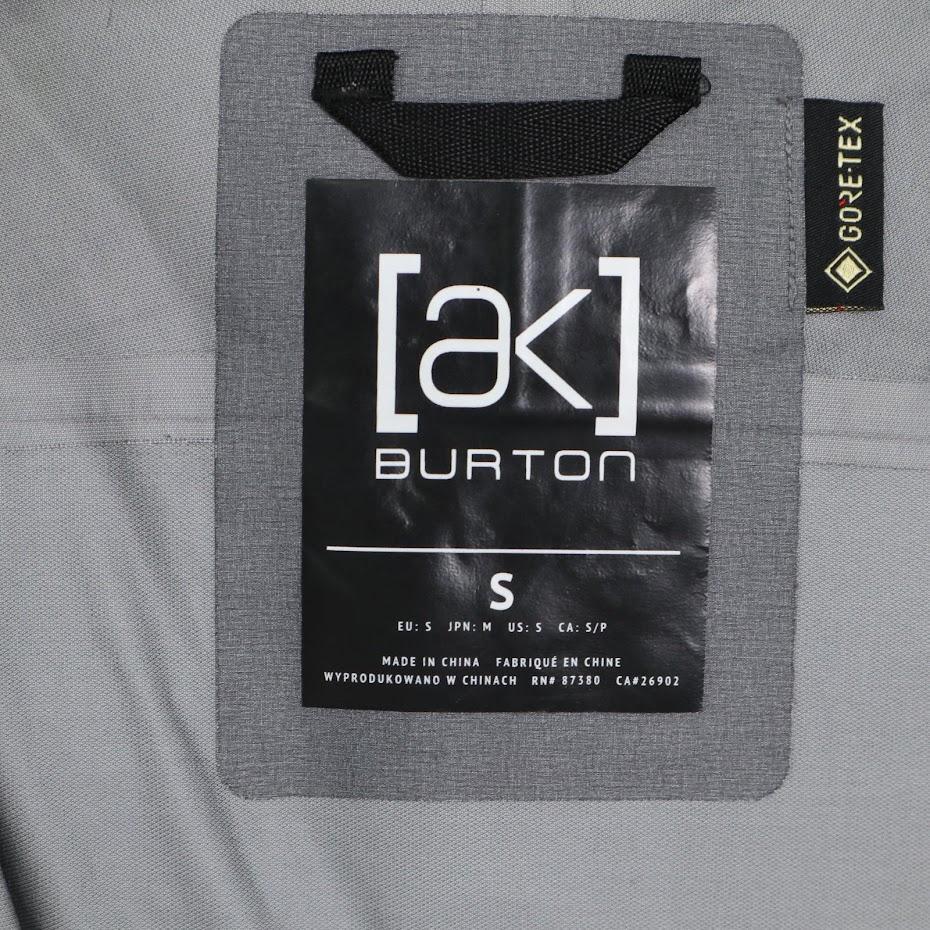 GORE-TEX
[ak]
BURTON
S
EU: S JPN: M US: S CA: S/P
MADE IN CHINA FABRIQUÉ EN CHINE
WYPRODUKOWANO W CHINACH RN# 87380 CA#26902